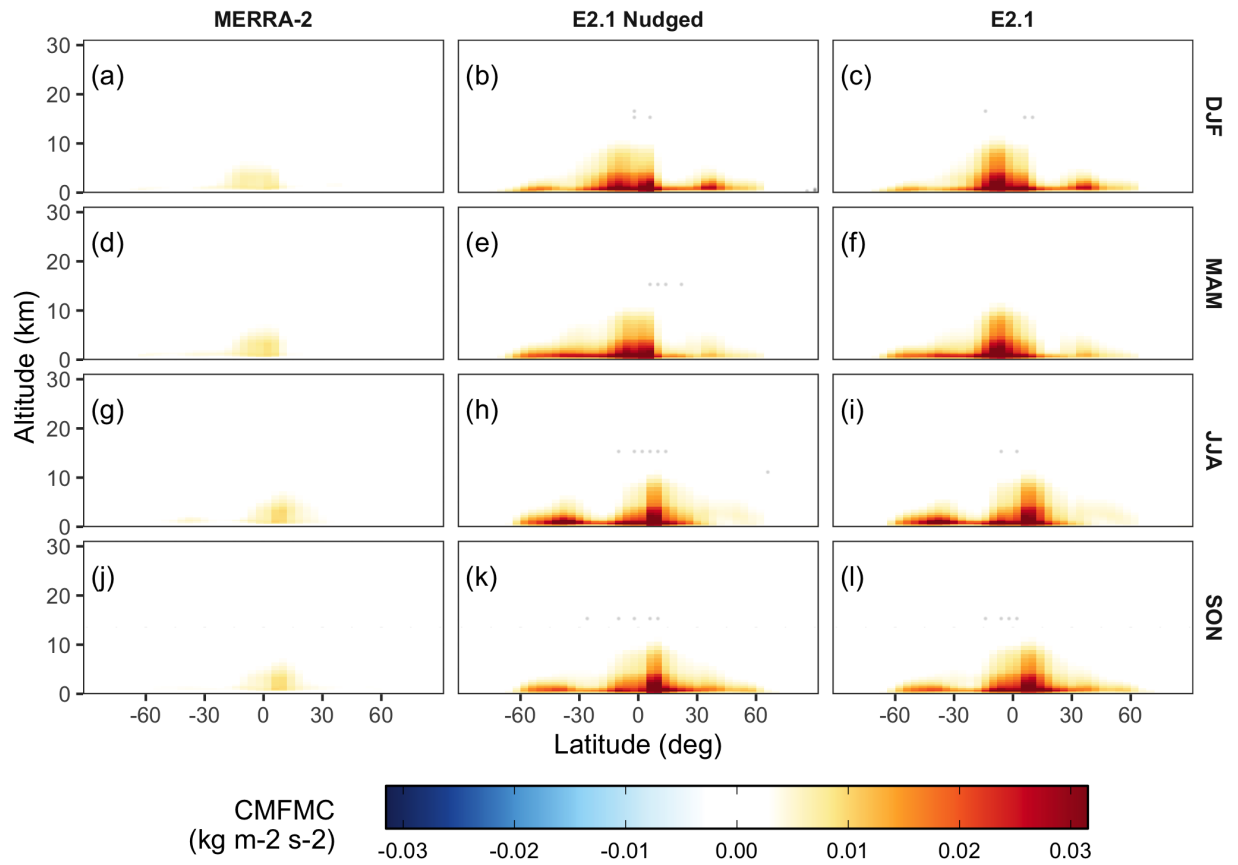 MERRA-2 E2.1 Nudged E2.1
30 (a) (b) (c) DJF
20
10
0
30 (d) (e) (f) MAM
20
10
0
Altitude (km)
30 (g) (h) (i) JJA
20
10
0
30 (j) (k) (l) SON
20
10
0
-60 -30 0 30 60 -60 -30 0 30 60 -60 -30 0 30 60
Latitude (deg)
CMFMC
(kg m-2 s-2)
-0.03 -0.02 -0.01 0.00 0.01 0.02 0.03